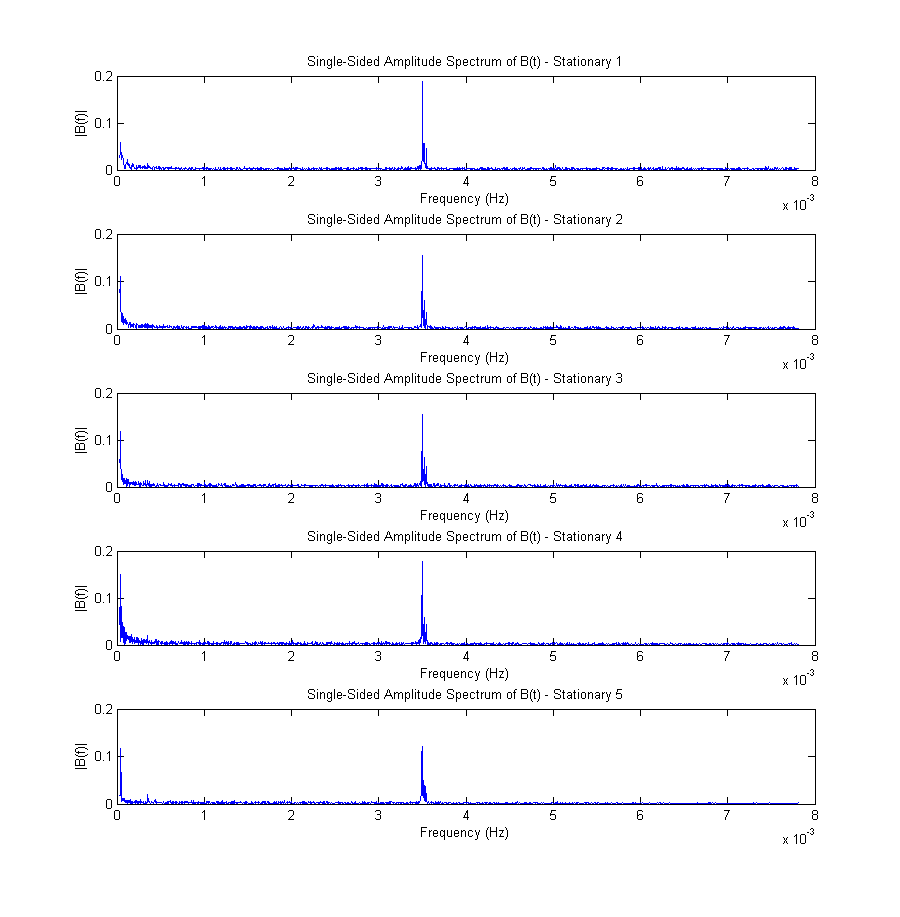 Single-Sided Amplitude Spectrum of B(t) - Stationary 1
0.2
0.1
0
|B(f)|
0 1 2 3 4 5 6 7 8
Frequency (Hz)
x 10^-3
Single-Sided Amplitude Spectrum of B(t) - Stationary 2
0.2
0.1
0
|B(f)|
0 1 2 3 4 5 6 7 8
Frequency (Hz)
x 10^-3
Single-Sided Amplitude Spectrum of B(t) - Stationary 3
0.2
0.1
0
|B(f)|
0 1 2 3 4 5 6 7 8
Frequency (Hz)
x 10^-3
Single-Sided Amplitude Spectrum of B(t) - Stationary 4
0.2
0.1
0
|B(f)|
0 1 2 3 4 5 6 7 8
Frequency (Hz)
x 10^-3
Single-Sided Amplitude Spectrum of B(t) - Stationary 5
0.2
0.1
0
|B(f)|
0 1 2 3 4 5 6 7 8
Frequency (Hz)
x 10^-3